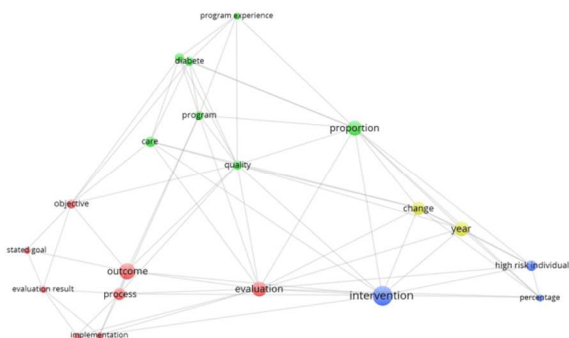 program experience
diabete
program
proportion
care
quality
objective
change
year
stated goal
outcome
high risk individual
evaluation result
process
evaluation
intervention
percentage
implementation